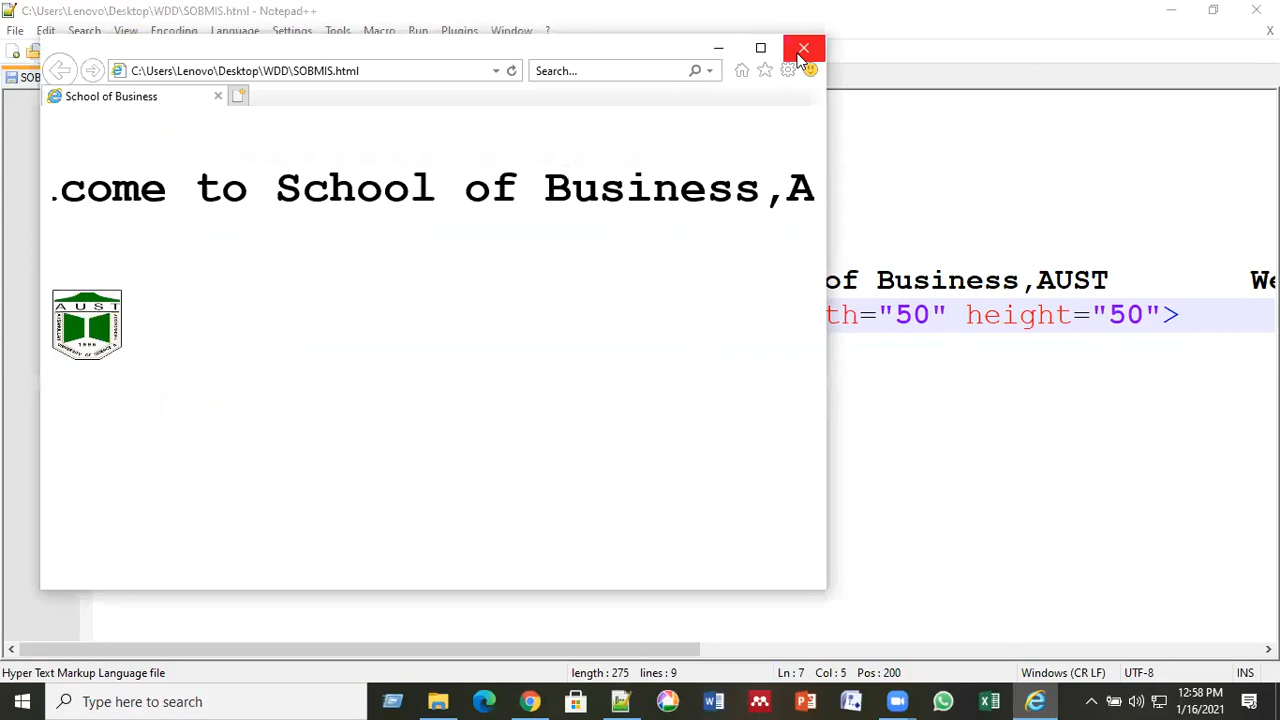 C:\Users\Lenovo\Desktop\WDD\SOBMIS.html - Notepad++
File Edit Search View Encoding Language Settings Tools Macro Run Plugins Window ? X
C:\Users\Lenovo\Desktop\WDD\SOBMIS.html
Search...
SOB
School of Business
.come to School of Business,A
of Business,AUST We
th="50" height="50">
AUST
1995
Hyper Text Markup Language file length : 275 lines : 9 Ln : 7 Col : 5 Pos : 200 Windows (CR LF) UTF-8 INS
Type here to search
12:58 PM
1/16/2021